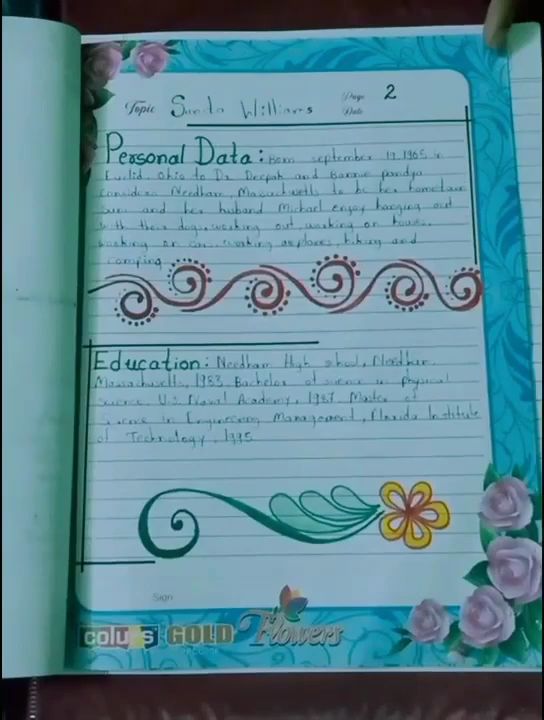 Topic Sunita Williams Page 2
Date
Personal Data: Born september 19, 1965 in
Euclid, Ohio to Dr. Deepak and Bonnie pandya
Considers Needham, Massachusetts to be her hometown
Suni and her husband Michael enjoy hanging out
with their dogs, working out, working on houses,
working on cars, working airplanes, hiking and
camping.
Education: Needham High school, Needham
Massachusetts, 1983. Bachelor of science in physical
science U.S. Naval Academy, 1987 Master of
Science in Engineering Management, Florida Institute
of Technology, 1995
Sign
colours GOLD Flowers